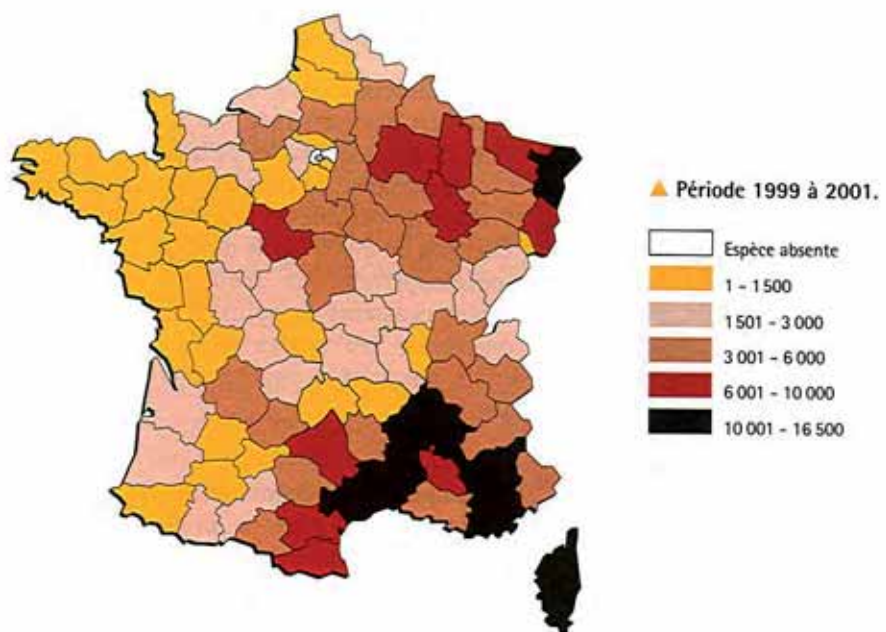 Période 1999 à 2001.
Espèce absente
1 – 1 500
1 501 – 3 000
3 001 – 6 000
6 001 – 10 000
10 001 – 16 500